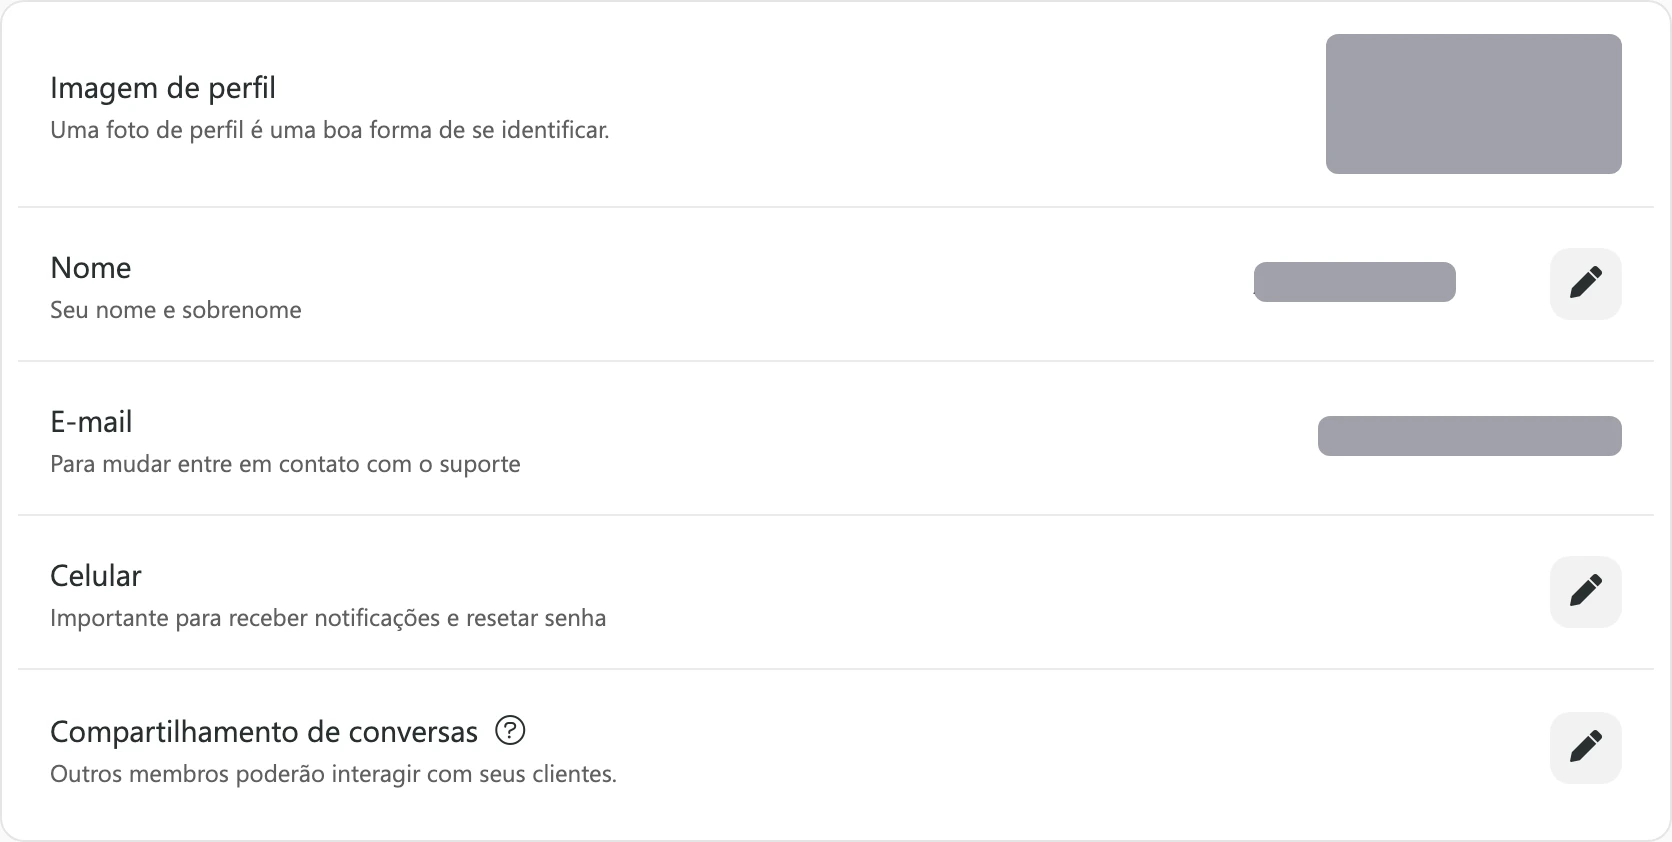 Imagem de perfil
Uma foto de perfil é uma boa forma de se identificar.
Nome
Seu nome e sobrenome
E-mail
Para mudar entre em contato com o suporte
Celular
Importante para receber notificações e resetar senha
Compartilhamento de conversas ?
Outros membros poderão interagir com seus clientes.